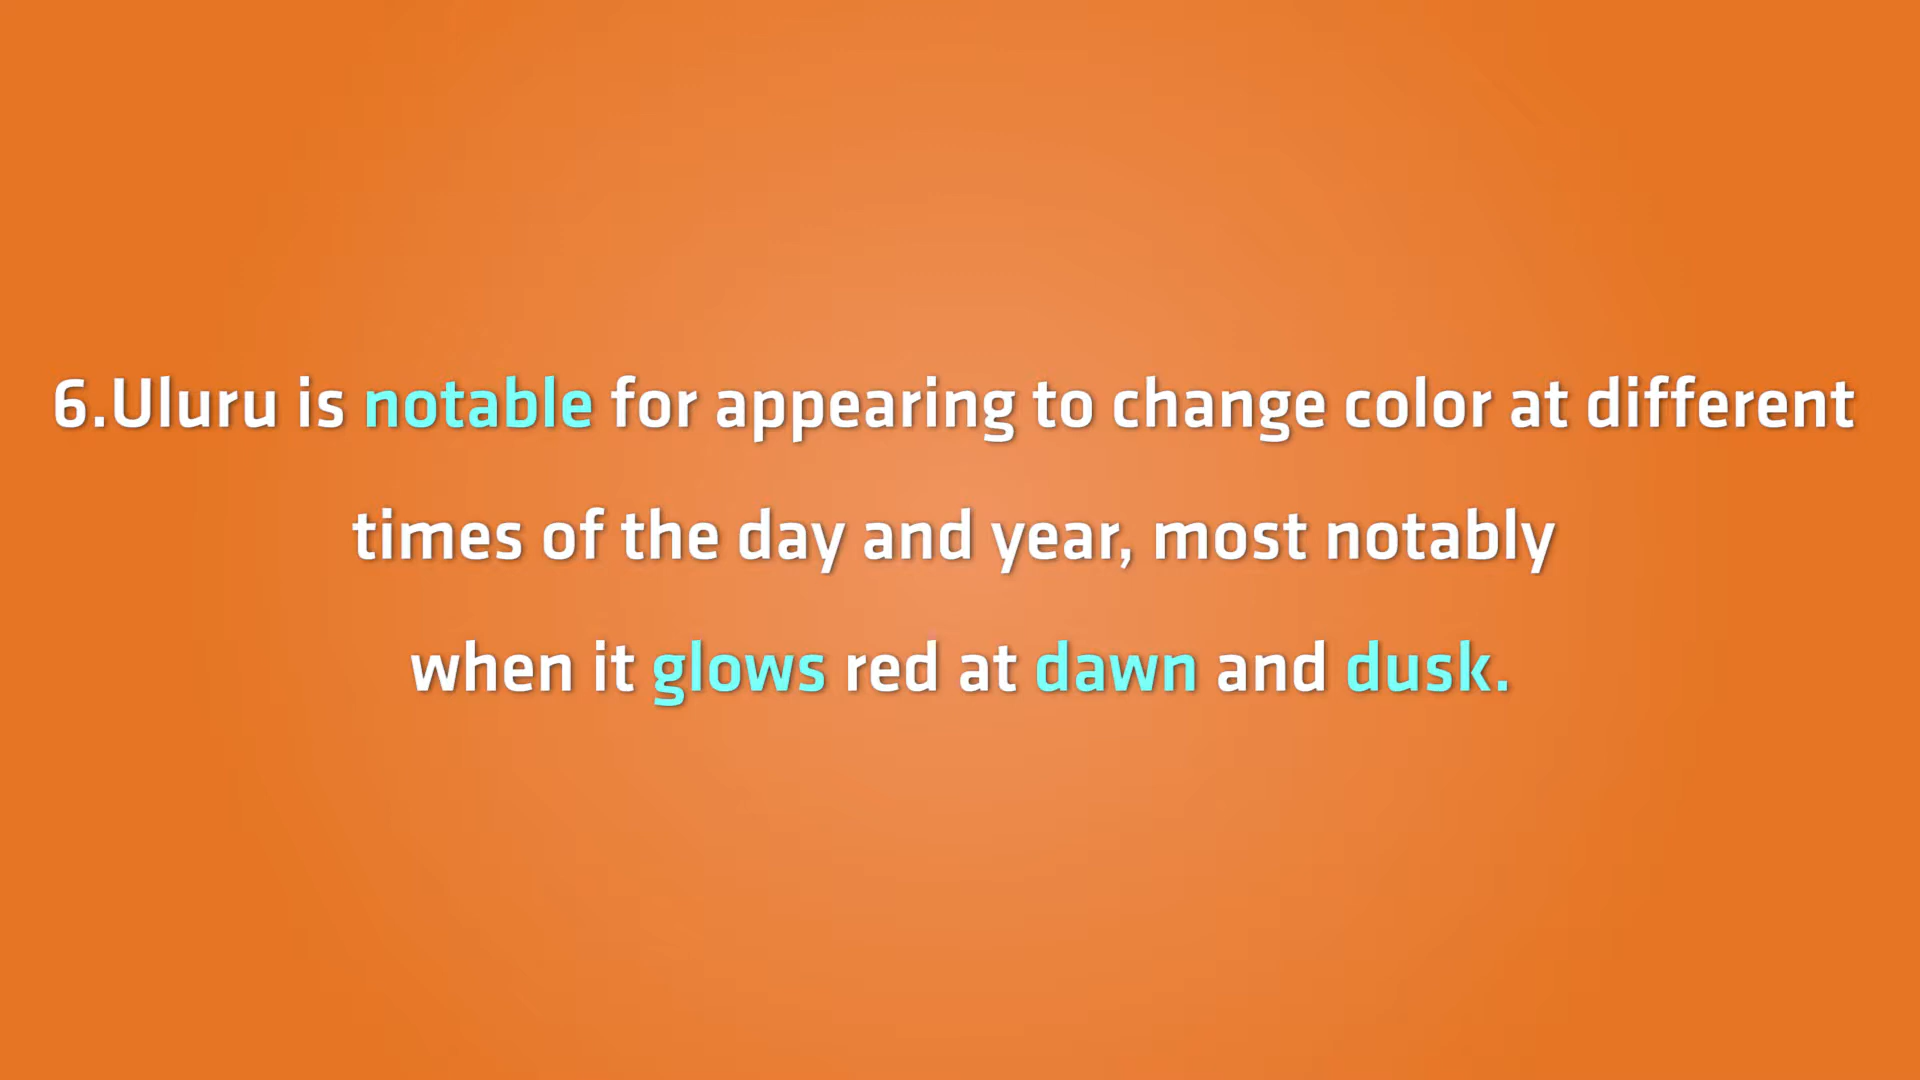 6.Uluru is notable for appearing to change color at different
times of the day and year, most notably
when it glows red at dawn and dusk.